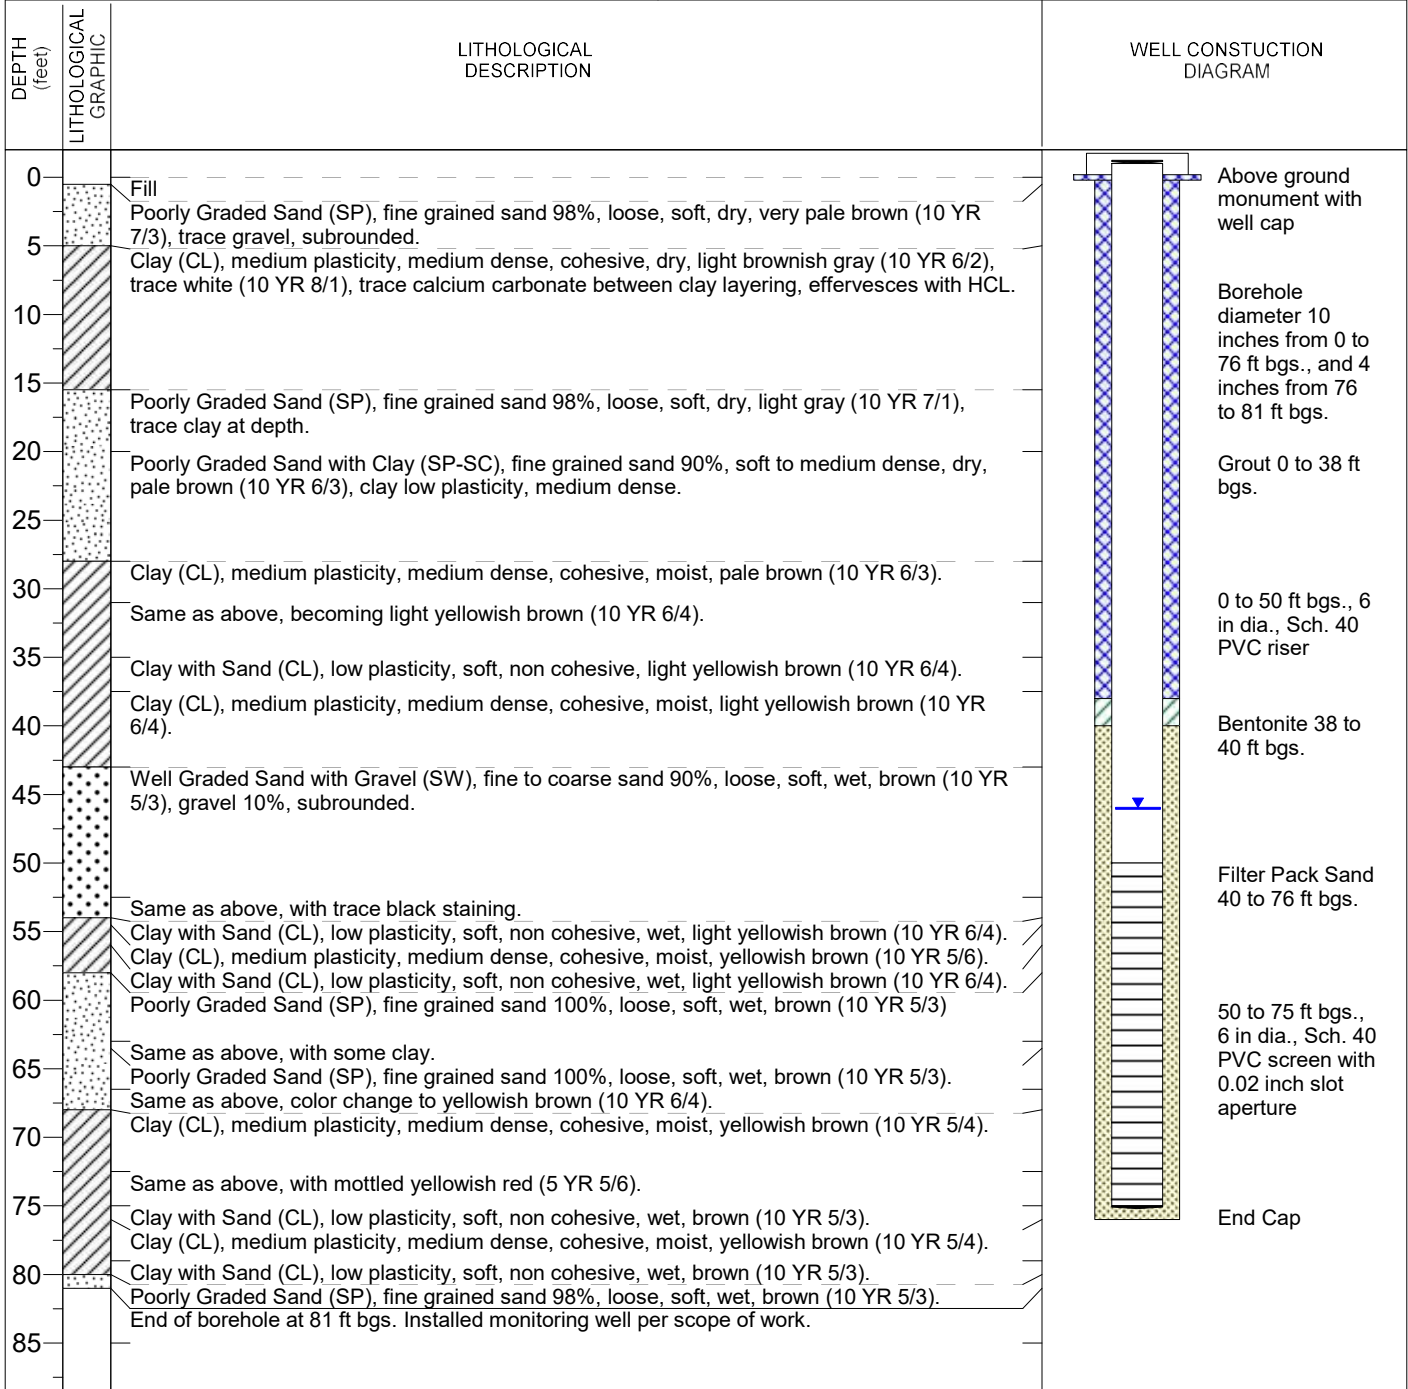 DEPTH
(feet)
LITHOLOGICAL
GRAPHIC
LITHOLOGICAL
DESCRIPTION
WELL CONSTUCTION
DIAGRAM
0
5
10
15
20
25
30
35
40
45
50
55
60
65
70
75
80
85
Fill
Poorly Graded Sand (SP), fine grained sand 98%, loose, soft, dry, very pale brown (10 YR
7/3), trace gravel, subrounded.
Clay (CL), medium plasticity, medium dense, cohesive, dry, light brownish gray (10 YR 6/2),
trace white (10 YR 8/1), trace calcium carbonate between clay layering, effervesces with HCL.
Poorly Graded Sand (SP), fine grained sand 98%, loose, soft, dry, light gray (10 YR 7/1),
trace clay at depth.
Poorly Graded Sand with Clay (SP-SC), fine grained sand 90%, soft to medium dense, dry,
pale brown (10 YR 6/3), clay low plasticity, medium dense.
Clay (CL), medium plasticity, medium dense, cohesive, moist, pale brown (10 YR 6/3).
Same as above, becoming light yellowish brown (10 YR 6/4).
Clay with Sand (CL), low plasticity, soft, non cohesive, light yellowish brown (10 YR 6/4).
Clay (CL), medium plasticity, medium dense, cohesive, moist, light yellowish brown (10 YR
6/4).
Well Graded Sand with Gravel (SW), fine to coarse sand 90%, loose, soft, wet, brown (10 YR
5/3), gravel 10%, subrounded.
Same as above, with trace black staining.
Clay with Sand (CL), low plasticity, soft, non cohesive, wet, light yellowish brown (10 YR 6/4).
Clay (CL), medium plasticity, medium dense, cohesive, moist, yellowish brown (10 YR 5/6).
Clay with Sand (CL), low plasticity, soft, non cohesive, wet, light yellowish brown (10 YR 6/4).
Poorly Graded Sand (SP), fine grained sand 100%, loose, soft, wet, brown (10 YR 5/3)
Same as above, with some clay.
Poorly Graded Sand (SP), fine grained sand 100%, loose, soft, wet, brown (10 YR 5/3).
Same as above, color change to yellowish brown (10 YR 6/4).
Clay (CL), medium plasticity, medium dense, cohesive, moist, yellowish brown (10 YR 5/4).
Same as above, with mottled yellowish red (5 YR 5/6).
Clay with Sand (CL), low plasticity, soft, non cohesive, wet, brown (10 YR 5/3).
Clay (CL), medium plasticity, medium dense, cohesive, moist, yellowish brown (10 YR 5/4).
Clay with Sand (CL), low plasticity, soft, non cohesive, wet, brown (10 YR 5/3).
Poorly Graded Sand (SP), fine grained sand 98%, loose, soft, wet, brown (10 YR 5/3).
End of borehole at 81 ft bgs. Installed monitoring well per scope of work.
Above ground
monument with
well cap
Borehole
diameter 10
inches from 0 to
76 ft bgs., and 4
inches from 76
to 81 ft bgs.
Grout 0 to 38 ft
bgs.
0 to 50 ft bgs., 6
in dia., Sch. 40
PVC riser
Bentonite 38 to
40 ft bgs.
Filter Pack Sand
40 to 76 ft bgs.
50 to 75 ft bgs.,
6 in dia., Sch. 40
PVC screen with
0.02 inch slot
aperture
End Cap